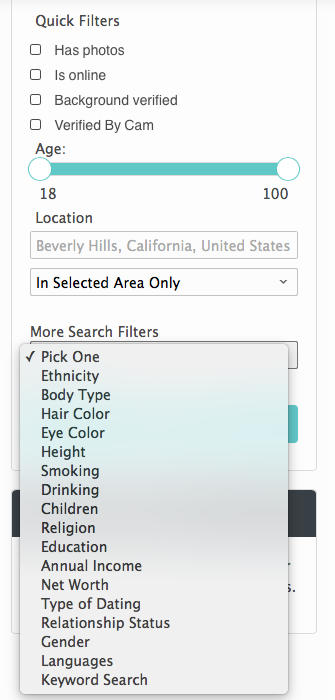 Quick Filters
Has photos
Is online
Background verified
Verified By Cam
Age:
18 100
Location
Beverly Hills, California, United States
In Selected Area Only
More Search Filters
✓ Pick One
Ethnicity
Body Type
Hair Color
Eye Color
Height
Smoking
Drinking
Children
Religion
Education
Annual Income
Net Worth
Type of Dating
Relationship Status
Gender
Languages
Keyword Search